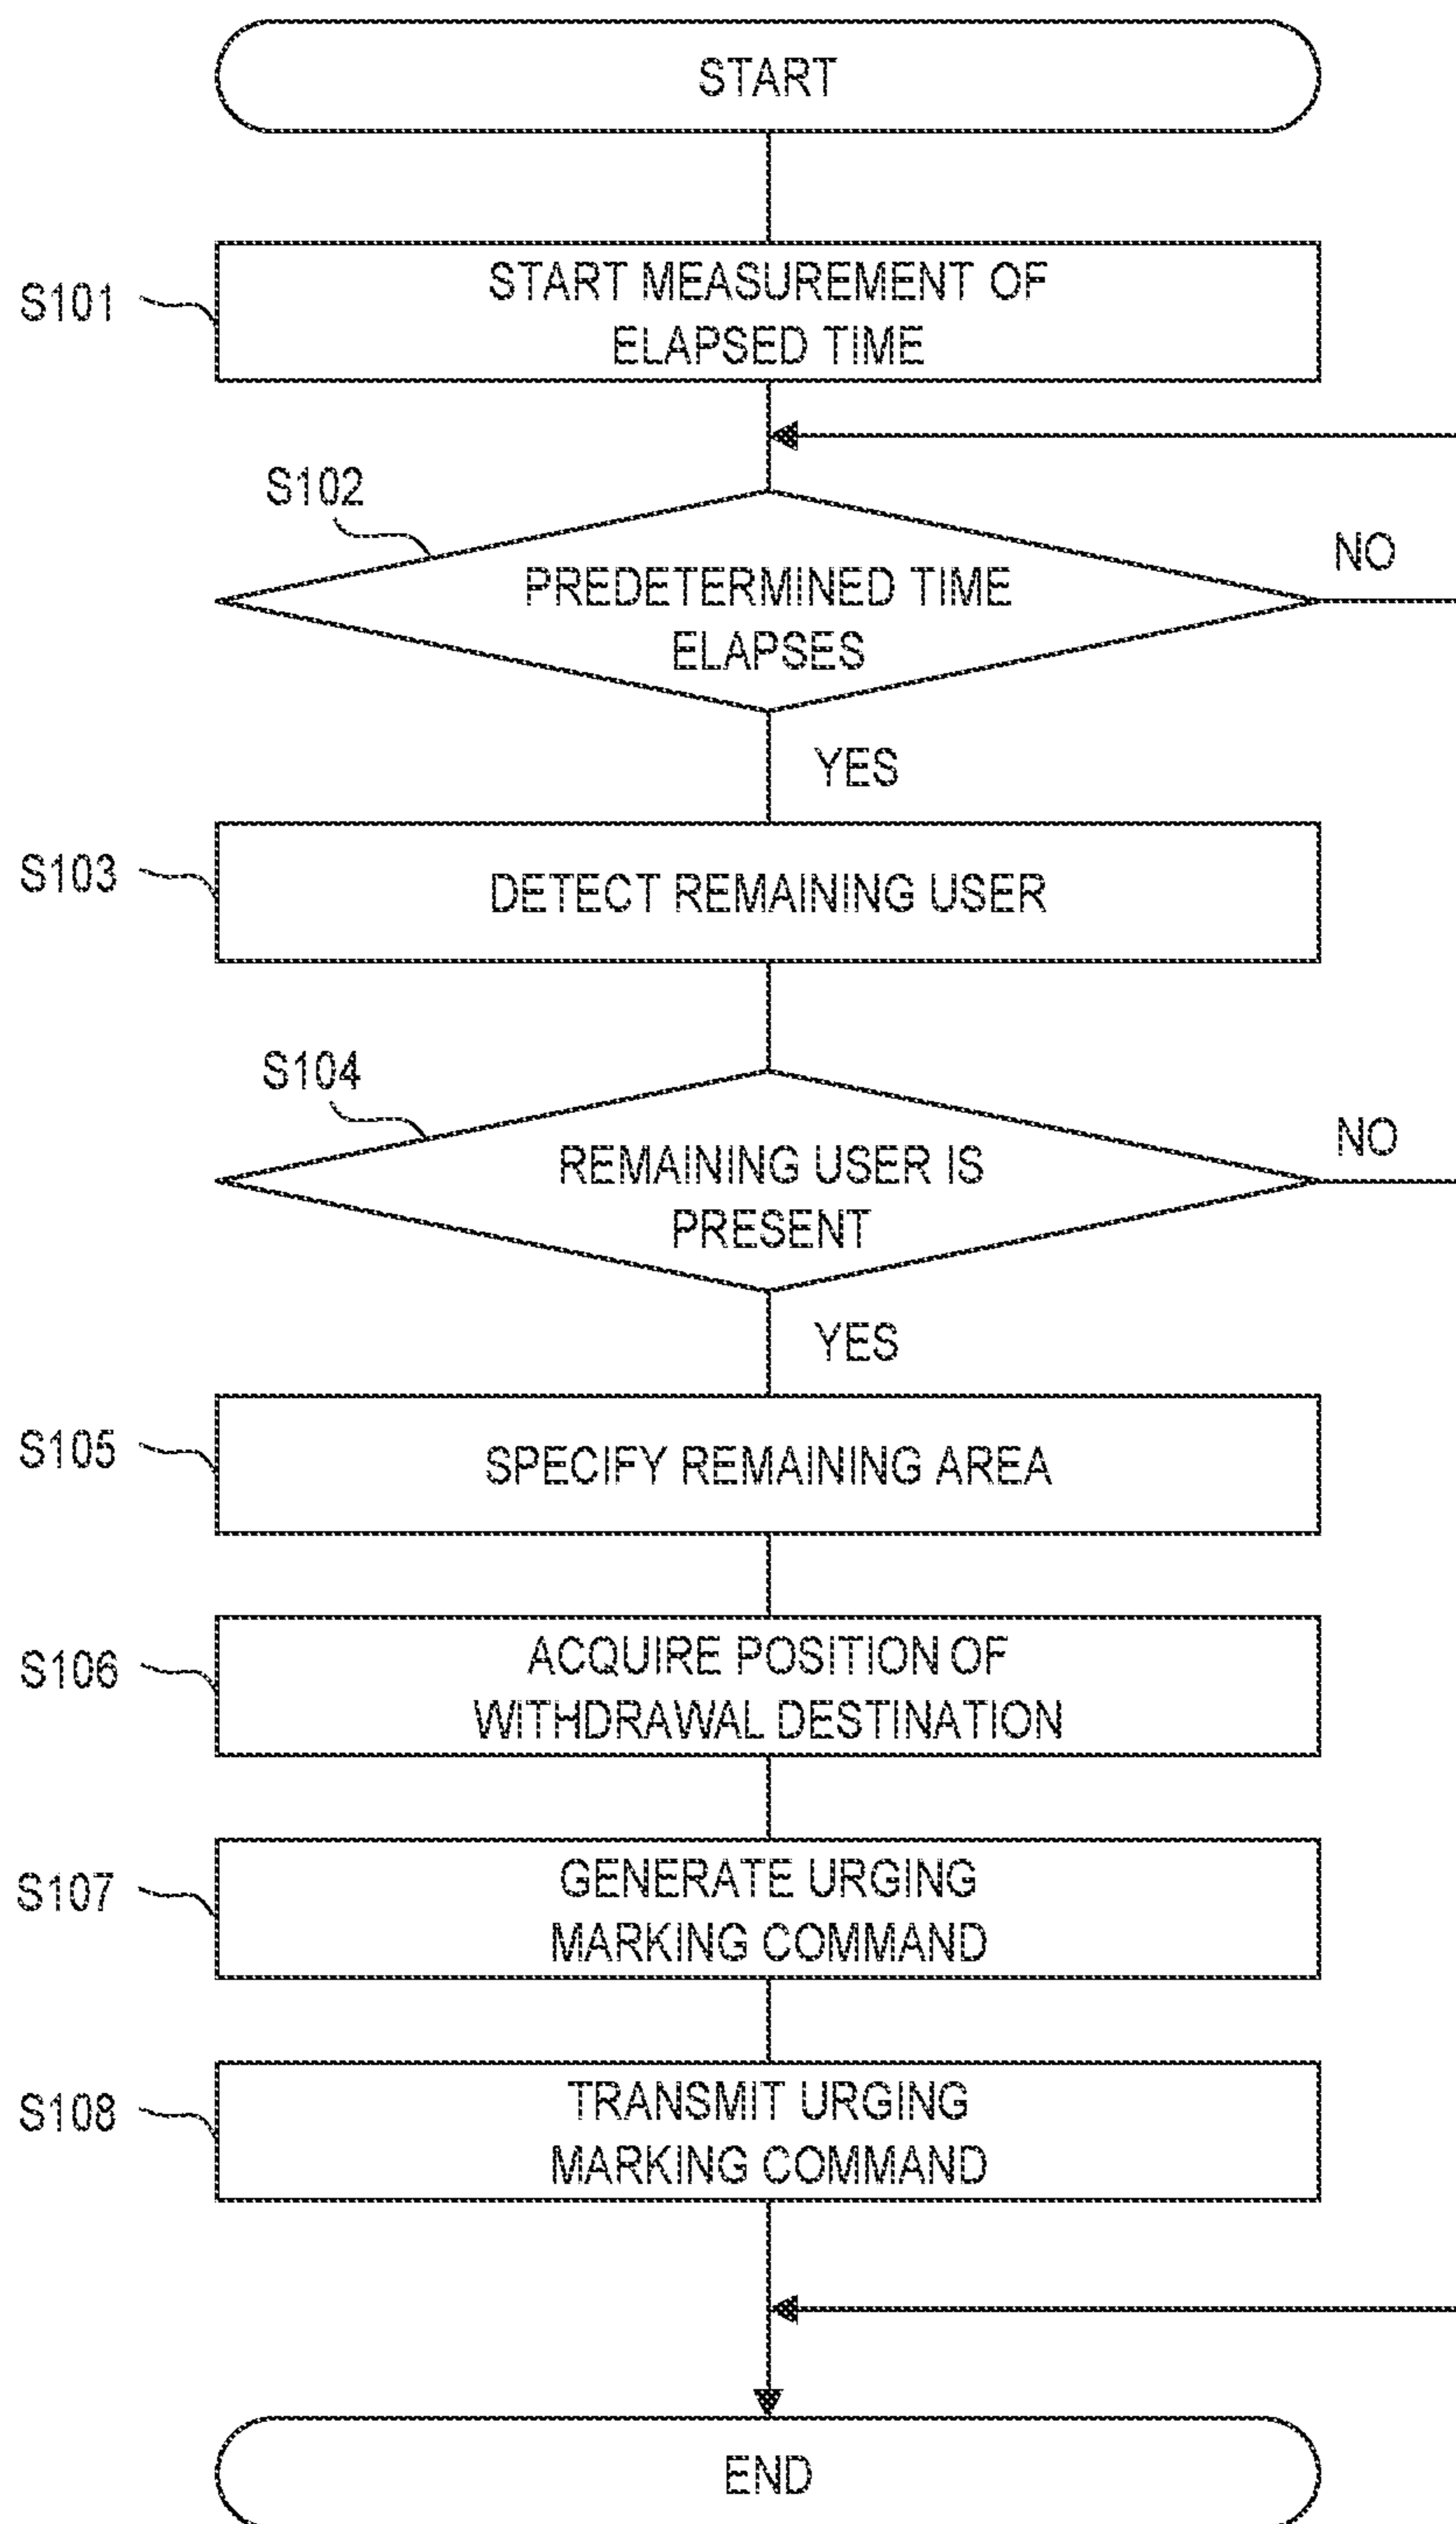 START
S101
START MEASUREMENT OF
ELAPSED TIME
S102
PREDETERMINED TIME
ELAPSES
NO
YES
S103
DETECT REMAINING USER
S104
REMAINING USER IS
PRESENT
NO
YES
S105
SPECIFY REMAINING AREA
S106
ACQUIRE POSITION OF
WITHDRAWAL DESTINATION
S107
GENERATE URGING
MARKING COMMAND
S108
TRANSMIT URGING
MARKING COMMAND
END